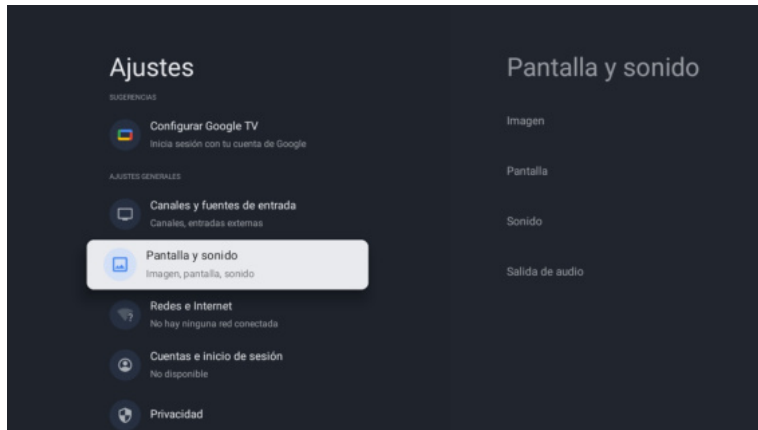 Ajustes
SUGERENCIAS
Configurar Google TV
Inicia sesión con tu cuenta de Google
AJUSTES GENERALES
Canales y fuentes de entrada
Canales, entradas externas
Pantalla y sonido
Imagen, pantalla, sonido
Redes e Internet
No hay ninguna red conectada
Cuentas e inicio de sesión
No disponible
Privacidad
Pantalla y sonido
Imagen
Pantalla
Sonido
Salida de audio